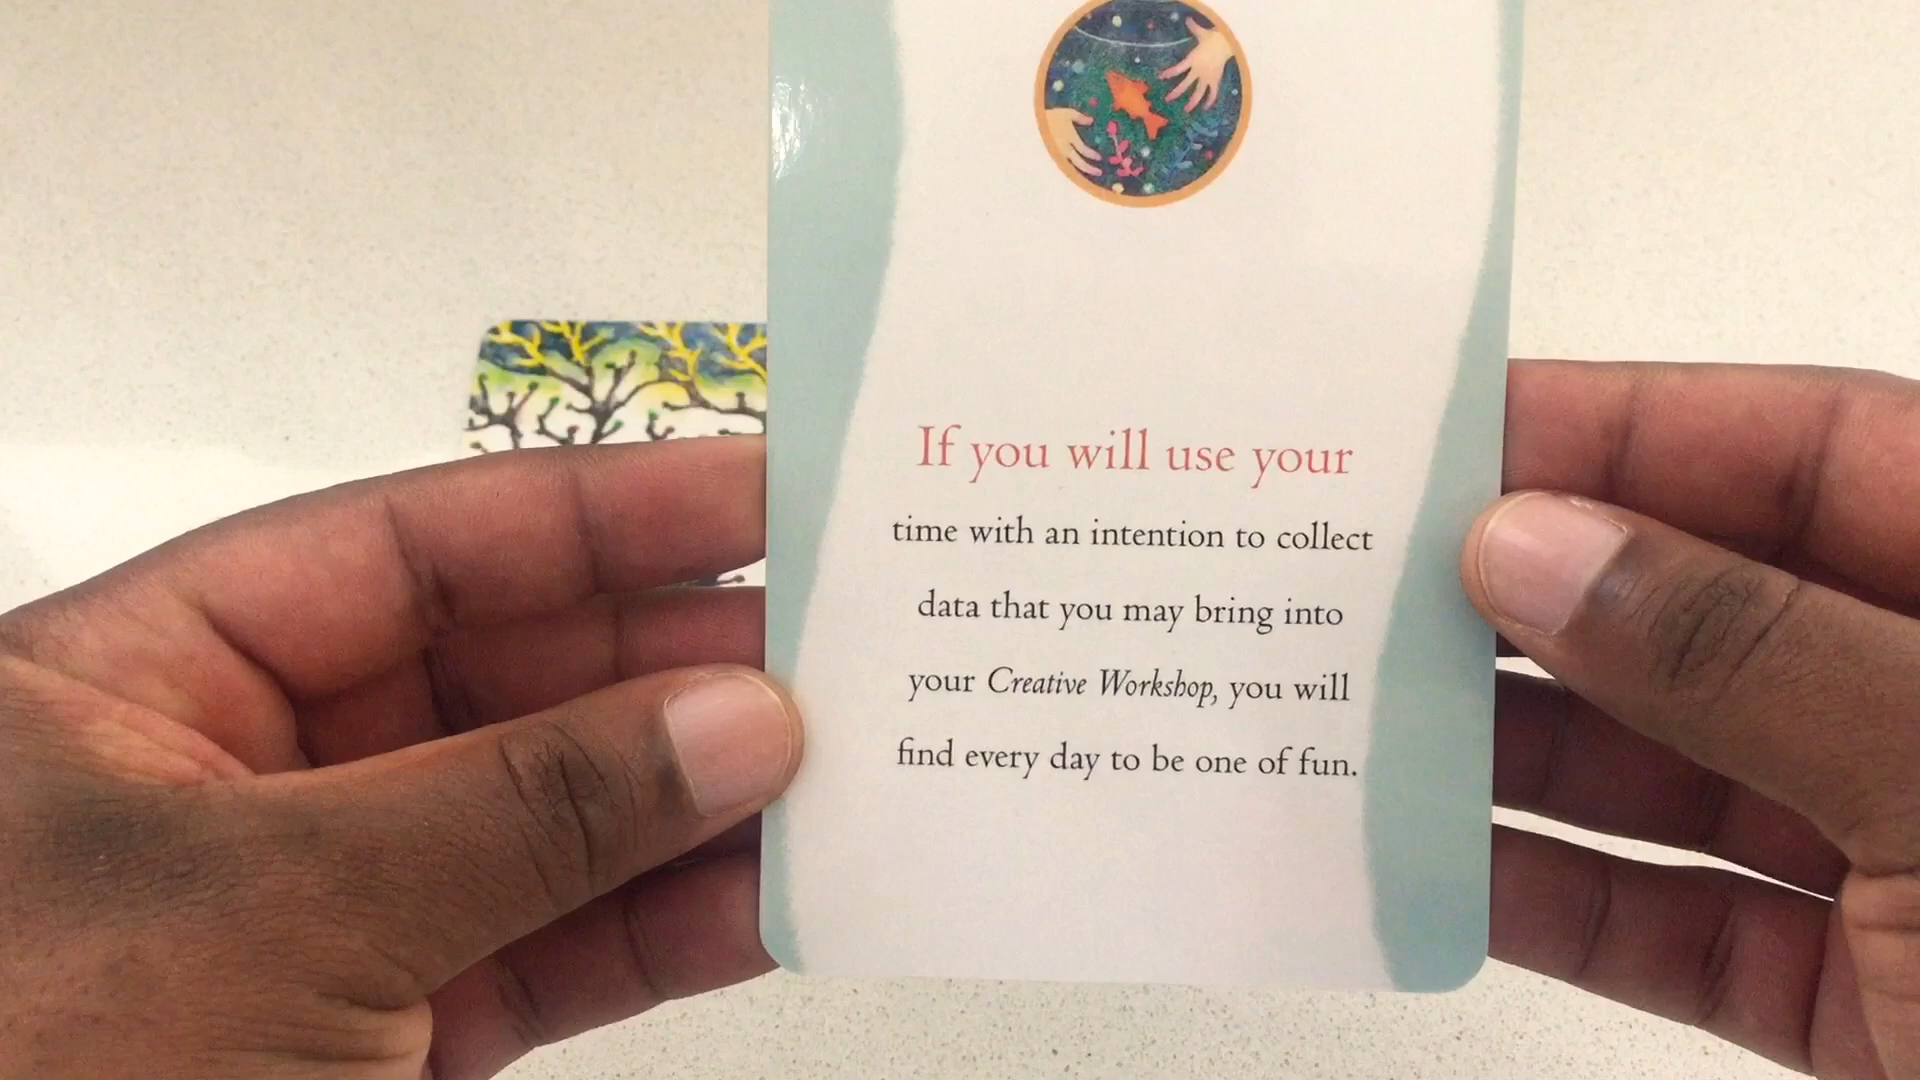 If you will use your
time with an intention to collect
data that you may bring into
your Creative Workshop, you will
find every day to be one of fun.